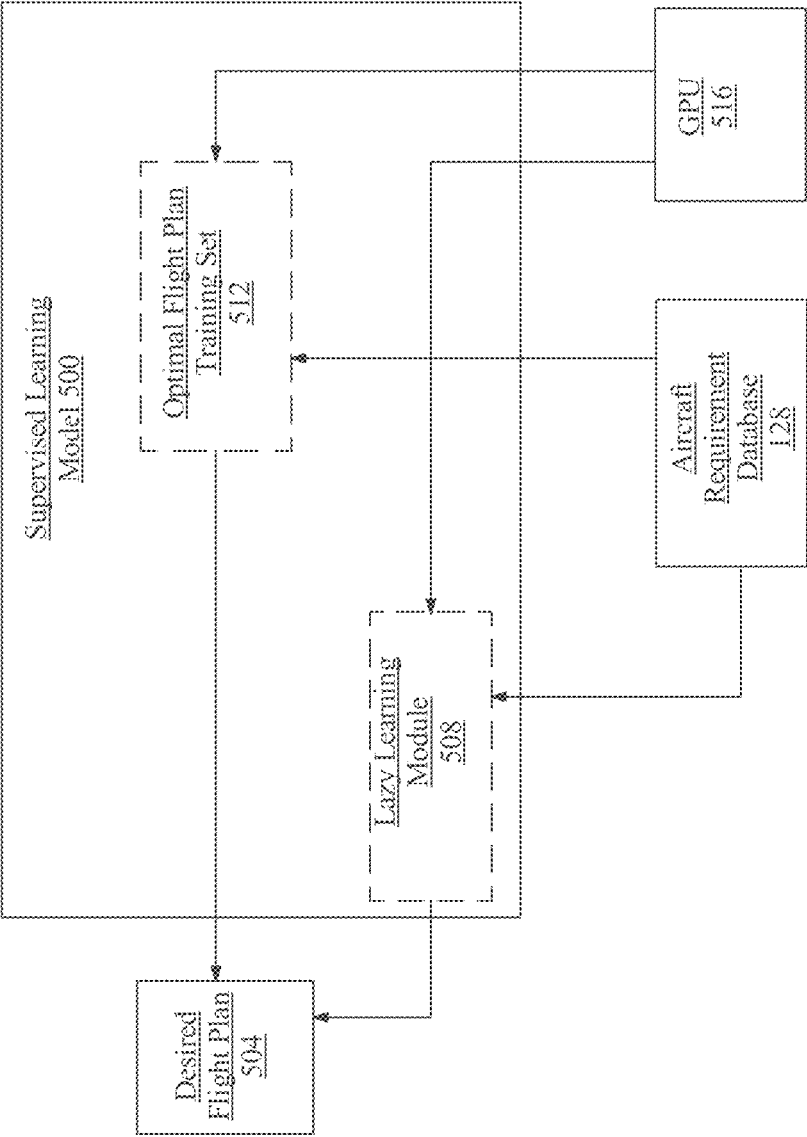 Supervised Learning
Model 500
Optimal Flight Plan
Training Set
512
Lazy Learning
Module
508
Desired
Flight Plan
504
GPU
516
Aircraft
Requirement
Database
128